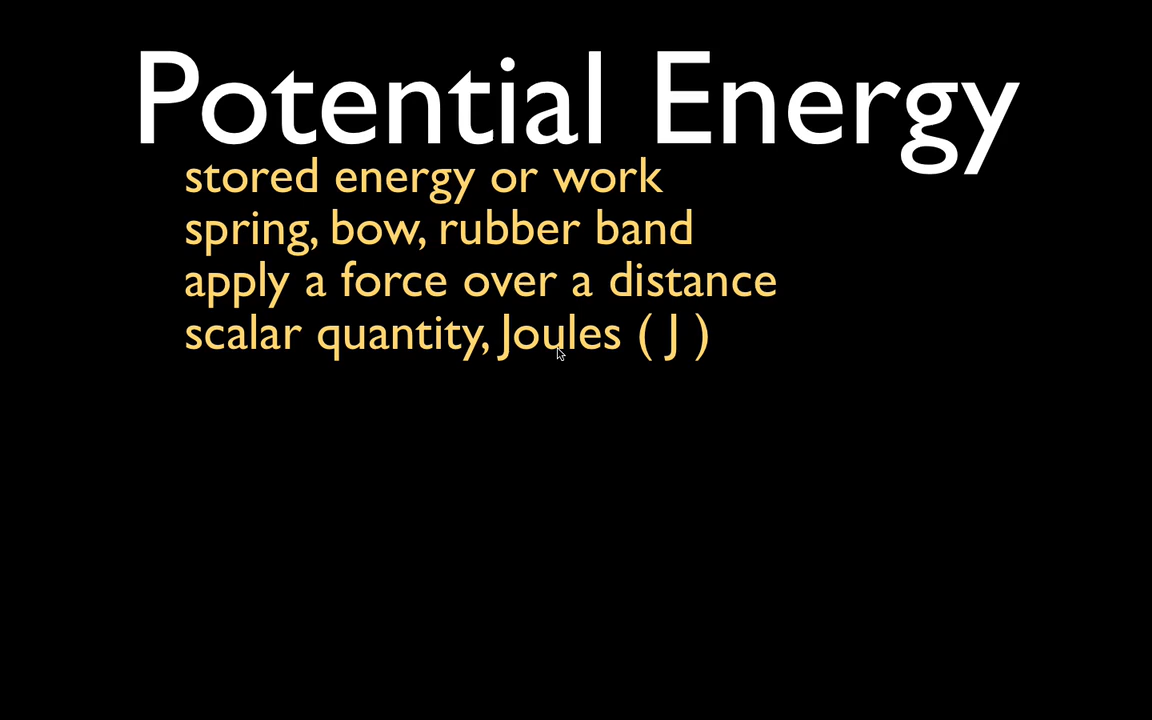 Potential Energy
stored energy or work
spring, bow, rubber band
apply a force over a distance
scalar quantity, Joules ( J )